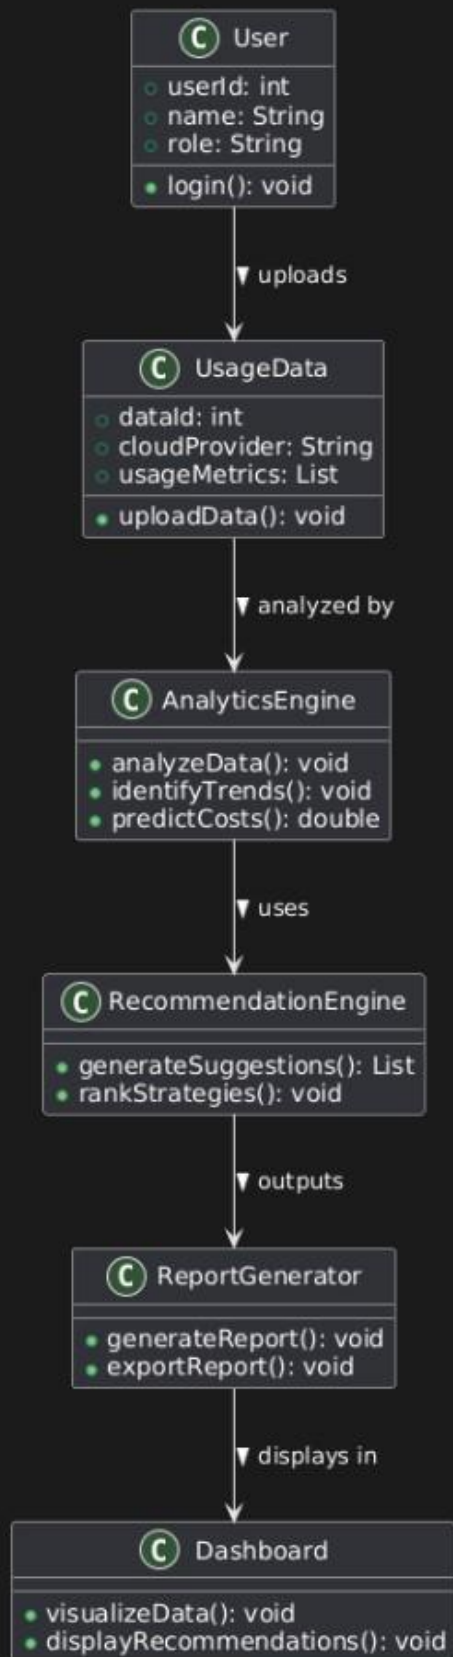 C User
userId: int
name: String
role: String
login(): void
uploads
C UsageData
dataId: int
cloudProvider: String
usageMetrics: List
uploadData(): void
analyzed by
C AnalyticsEngine
analyzeData(): void
identifyTrends(): void
predictCosts(): double
uses
C RecommendationEngine
generateSuggestions(): List
rankStrategies(): void
outputs
C ReportGenerator
generateReport(): void
exportReport(): void
displays in
C Dashboard
visualizeData(): void
displayRecommendations(): void